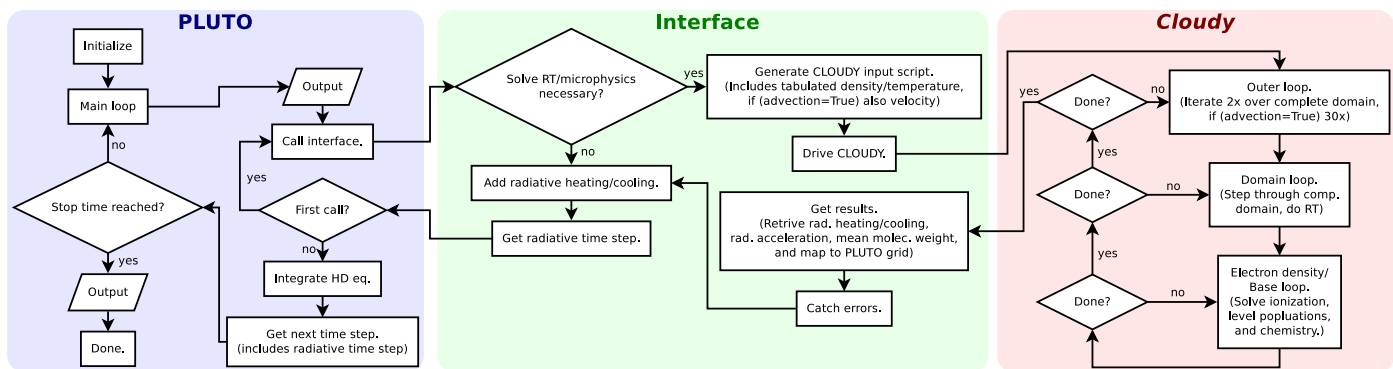 PLUTO
Initialize
Main loop
Output
Call interface.
no
yes
Stop time reached?
First call?
yes
no
Output
Integrate HD eq.
Done.
Get next time step.
(includes radiative time step)
Interface
Solve RT/microphysics
necessary?
yes
Generate CLOUDY input script.
(Includes tabulated density/temperature,
if (advection=True) also velocity)
no
Drive CLOUDY.
Add radiative heating/cooling.
Get radiative time step.
Get results.
(Retrive rad. heating/cooling,
rad. acceleration, mean molec. weight,
and map to PLUTO grid)
Catch errors.
Cloudy
yes
Done?
no
Outer loop.
(Iterate 2x over complete domain,
if (advection=True) 30x)
yes
Done?
no
Domain loop.
(Step through comp.
domain, do RT)
yes
Done?
no
Electron density/
Base loop.
(Solve ionization,
level popluations,
and chemistry.)